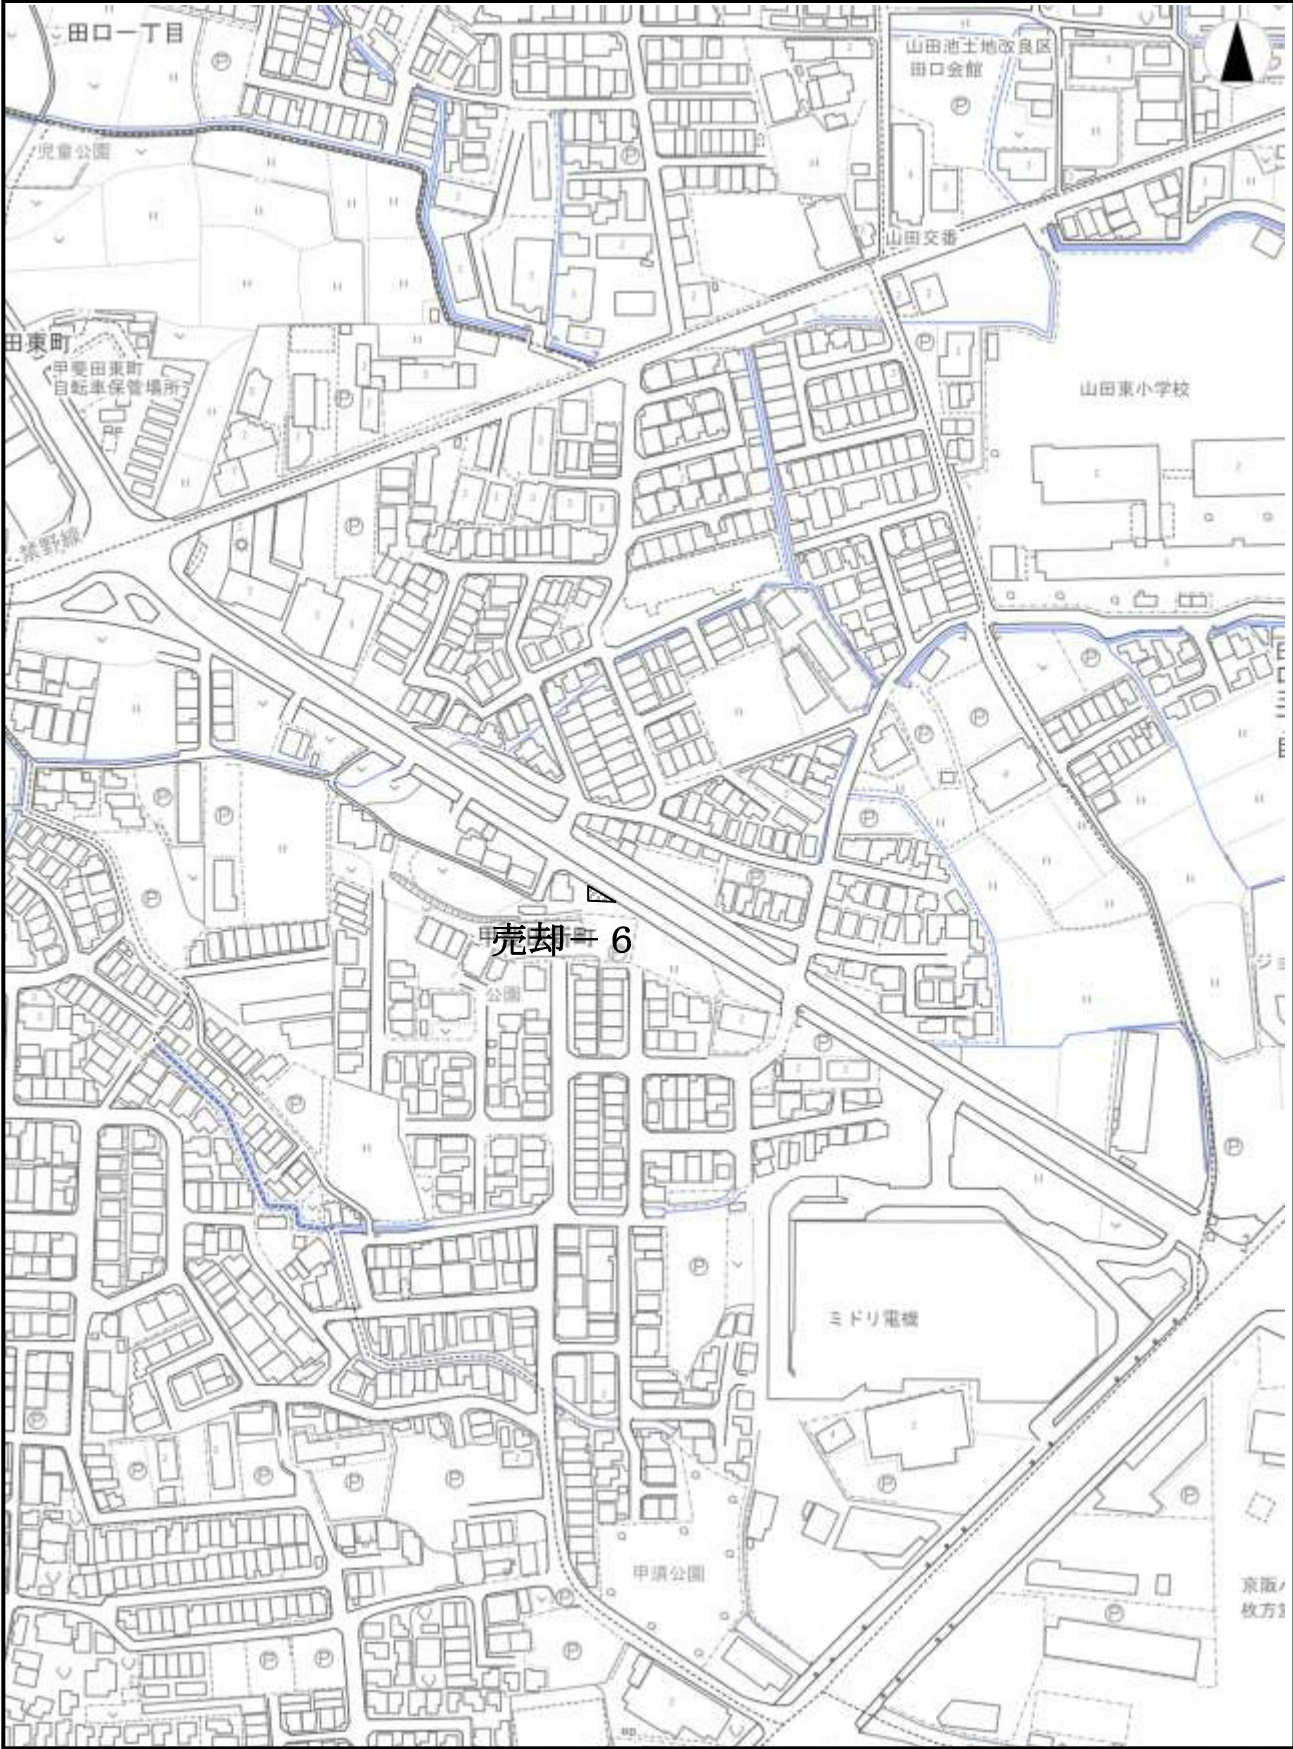 田口一丁目
山田池土地改良区
田口会館
児童公園
山田交番
田東町
甲斐田東町
自転車保管場所
山田東小学校
禁野線
売却－6
公園
ミドリ電機
甲須公園
京阪
枚方